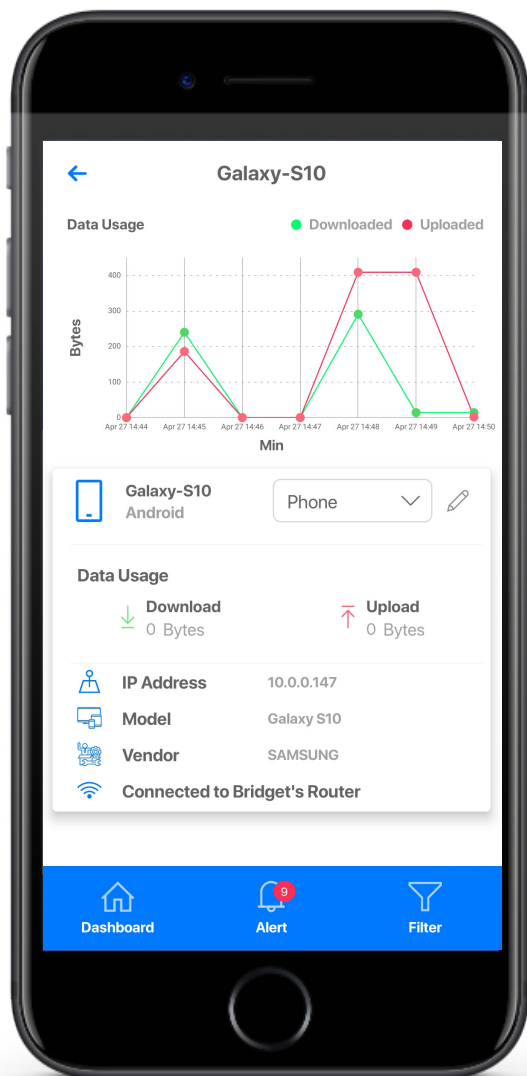 Galaxy-S10
Data Usage Downloaded Uploaded
400
300
200
100
0
Bytes
Apr 27 14:44 Apr 27 14:45 Apr 27 14:46 Apr 27 14:47 Apr 27 14:48 Apr 27 14:49 Apr 27 14:50
Min
Galaxy-S10
Android
Phone
Data Usage
Download
0 Bytes
Upload
0 Bytes
IP Address 10.0.0.147
Model Galaxy S10
Vendor SAMSUNG
Connected to Bridget's Router
9
Dashboard Alert Filter